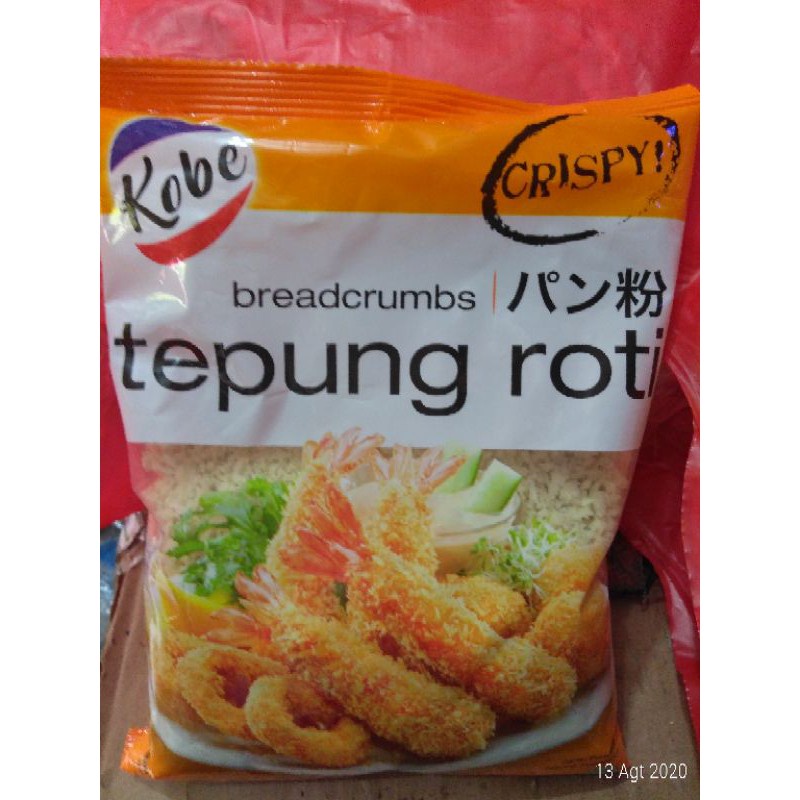 Kobe
CRISPY!
breadcrumbs | パン粉
tepung roti
13 Agt 2020